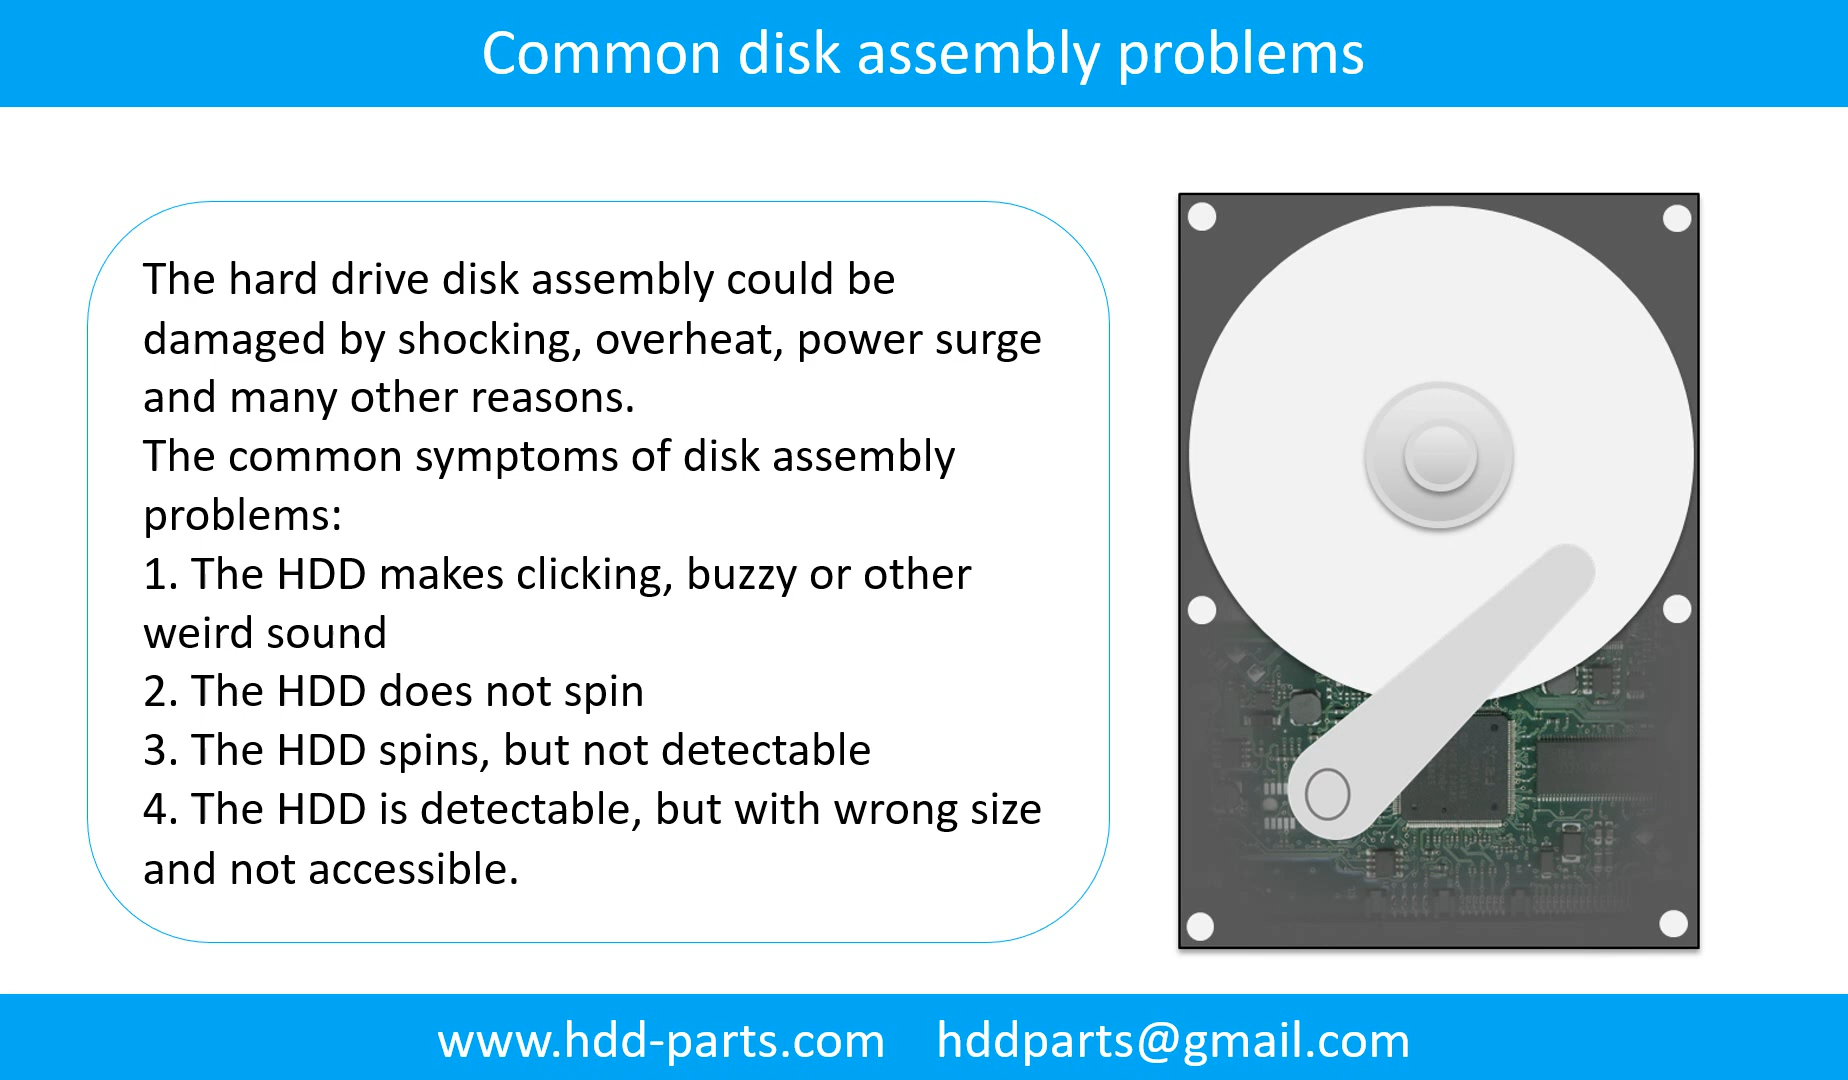 Common disk assembly problems
The hard drive disk assembly could be
damaged by shocking, overheat, power surge
and many other reasons.
The common symptoms of disk assembly
problems:
1. The HDD makes clicking, buzzy or other
weird sound
2. The HDD does not spin
3. The HDD spins, but not detectable
4. The HDD is detectable, but with wrong size
and not accessible.
www.hdd-parts.com hddparts@gmail.com